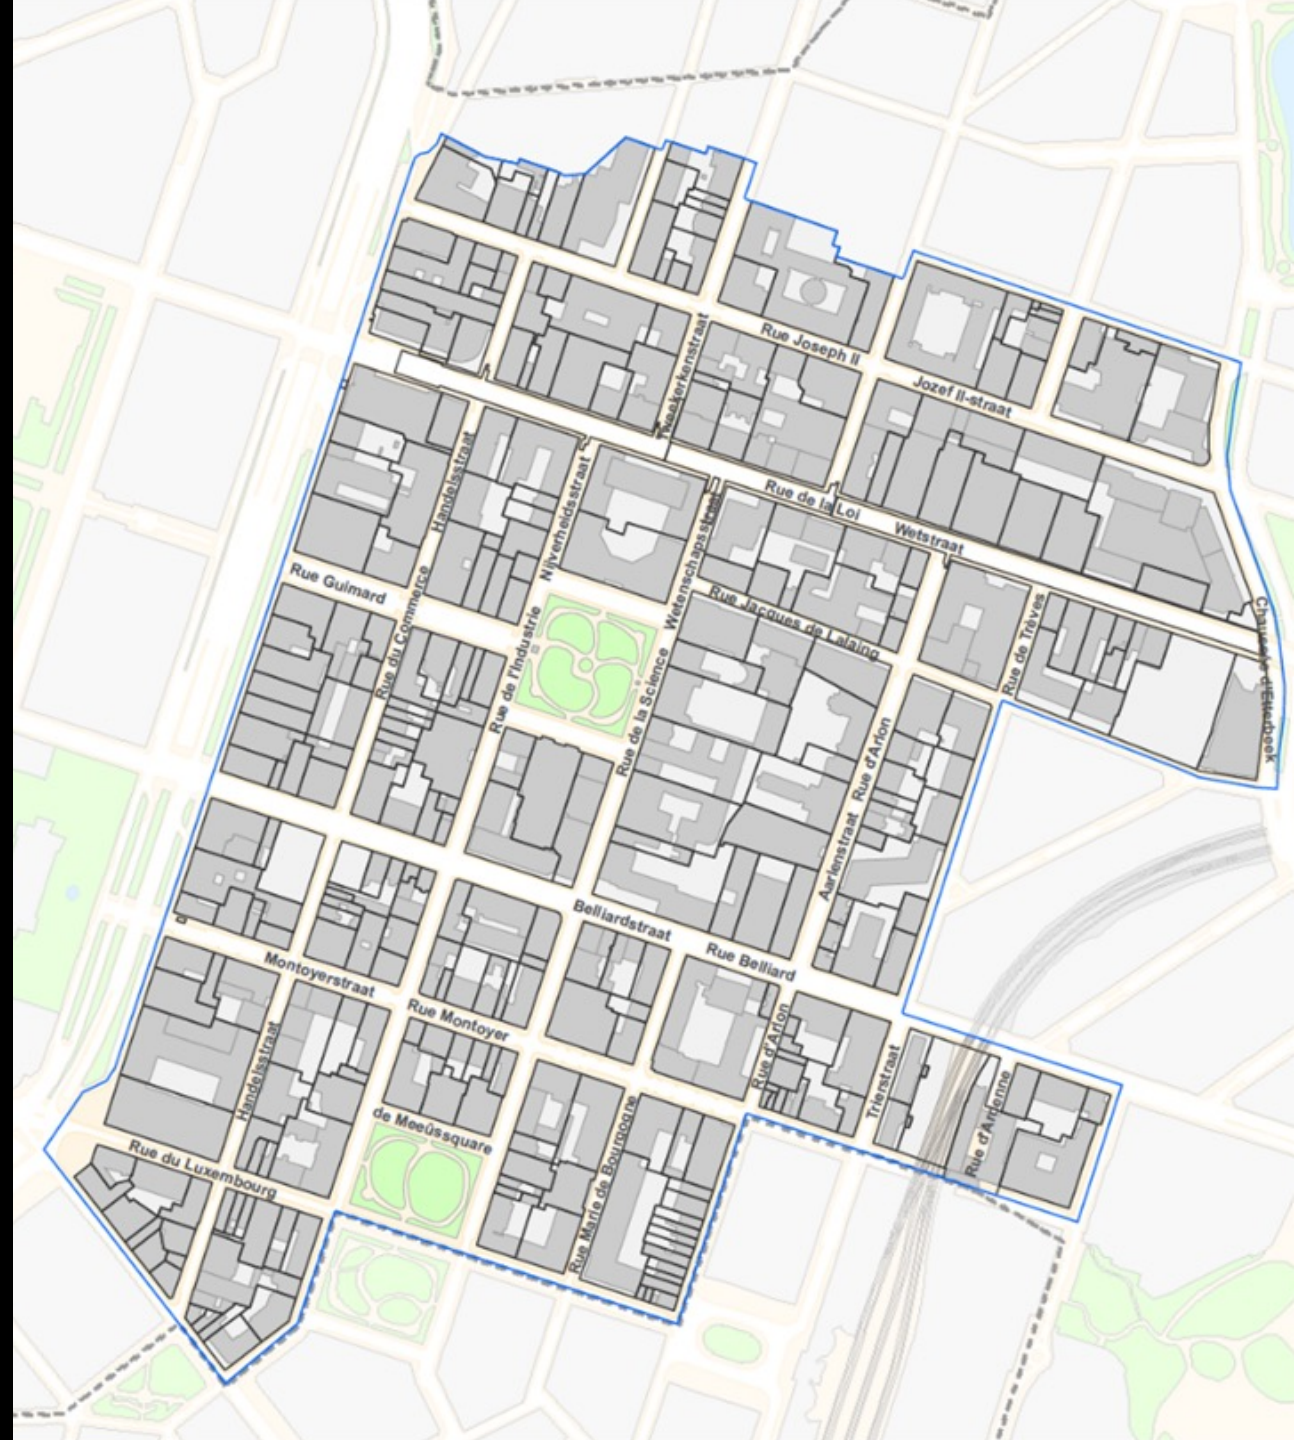 Rue Joseph II
Jozef II-straat
Tweekerkenstraat
Handelsstraat
Nijverheidsstraat
Rue de la Loi
Wetstraat
Wetenschapsstraat
Rue Guimard
Rue du Commerce
Rue Jacques de Lalaing
Rue de Trèves
Chaussée d'Etterbeek
Rue de l'Industrie
Rue de la Science
Rue d'Arlon
Aarlenstraat
Belliardstraat
Rue Belliard
Montoyerstraat
Rue Montoyer
Rue d'Arlon
Handelsstraat
Trierstraat
Rue d'Ardenne
de Meeûssquare
Rue Marie de Bourgogne
Rue du Luxembourg